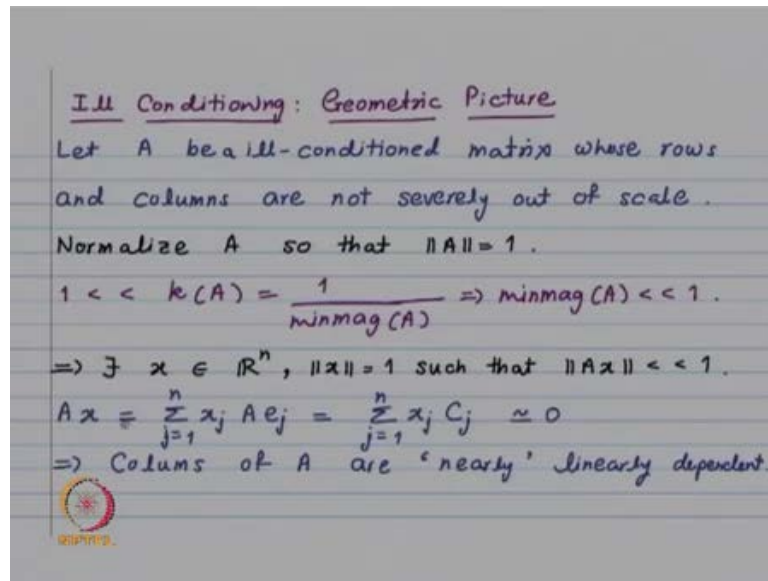 Ill Conditioning: Geometric Picture
Let A be a ill-conditioned matrix whose rows
and columns are not severely out of scale.
Normalize A so that ||A|| = 1.
1 < < k(A) = 1 / minmag(A) => minmag(A) < < 1.
=> ∃ x ∈ ℝⁿ, ||x|| = 1 such that ||Ax|| < < 1.
Ax = Σ_{j=1}^{n} x_j A e_j = Σ_{j=1}^{n} x_j C_j ≃ 0
=> Colums of A are 'nearly' linearly dependent.
NPTEL